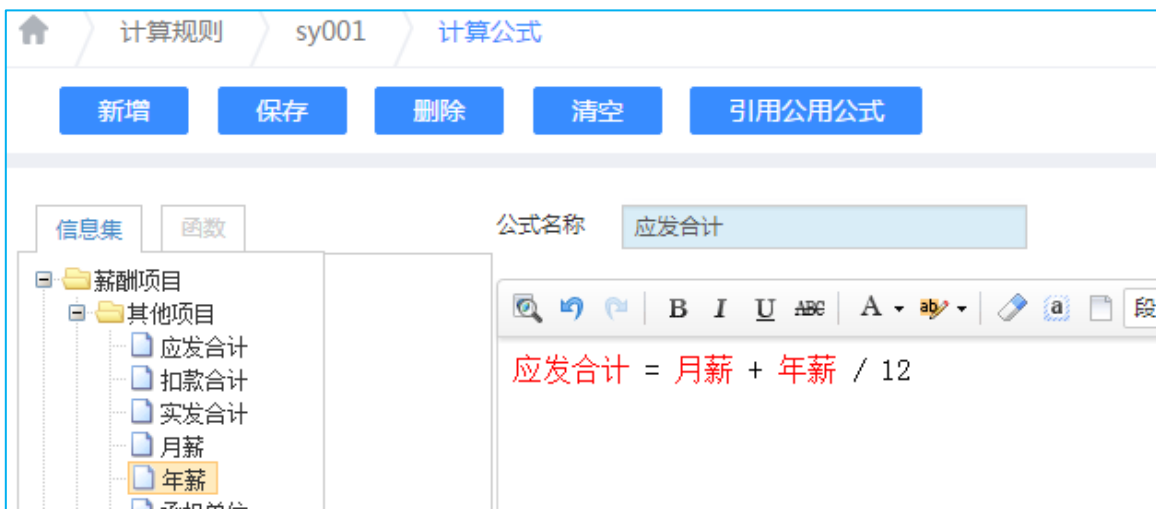 计算规则 sy001 计算公式
新增 保存 删除 清空 引用公用公式
信息集 函数 公式名称 应发合计
薪酬项目
其他项目
B I U ABC A ab a 段
应发合计
应发合计 = 月薪 + 年薪 / 12
扣款合计
实发合计
月薪
年薪